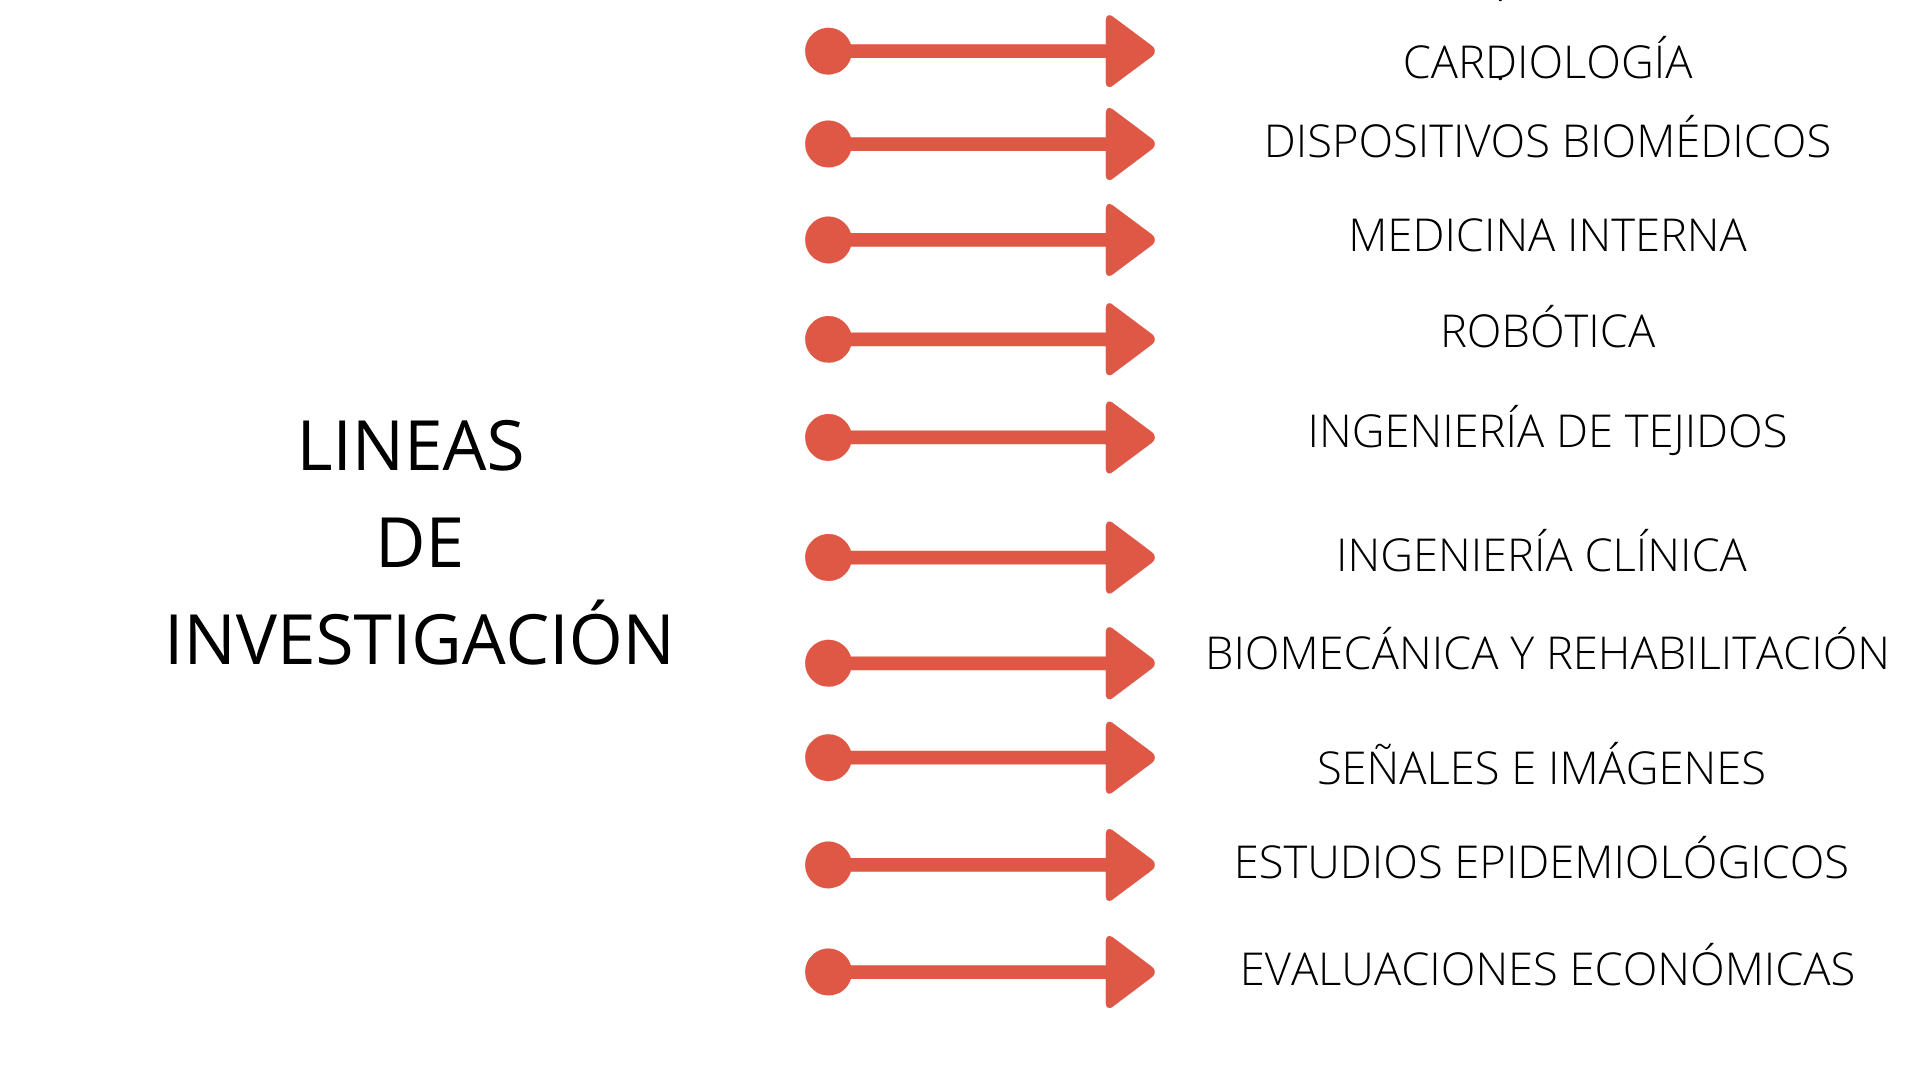 LINEAS
DE
INVESTIGACIÓN
CARDIOLOGÍA
DISPOSITIVOS BIOMÉDICOS
MEDICINA INTERNA
ROBÓTICA
INGENIERÍA DE TEJIDOS
INGENIERÍA CLÍNICA
BIOMECÁNICA Y REHABILITACIÓN
SEÑALES E IMÁGENES
ESTUDIOS EPIDEMIOLÓGICOS
EVALUACIONES ECONÓMICAS